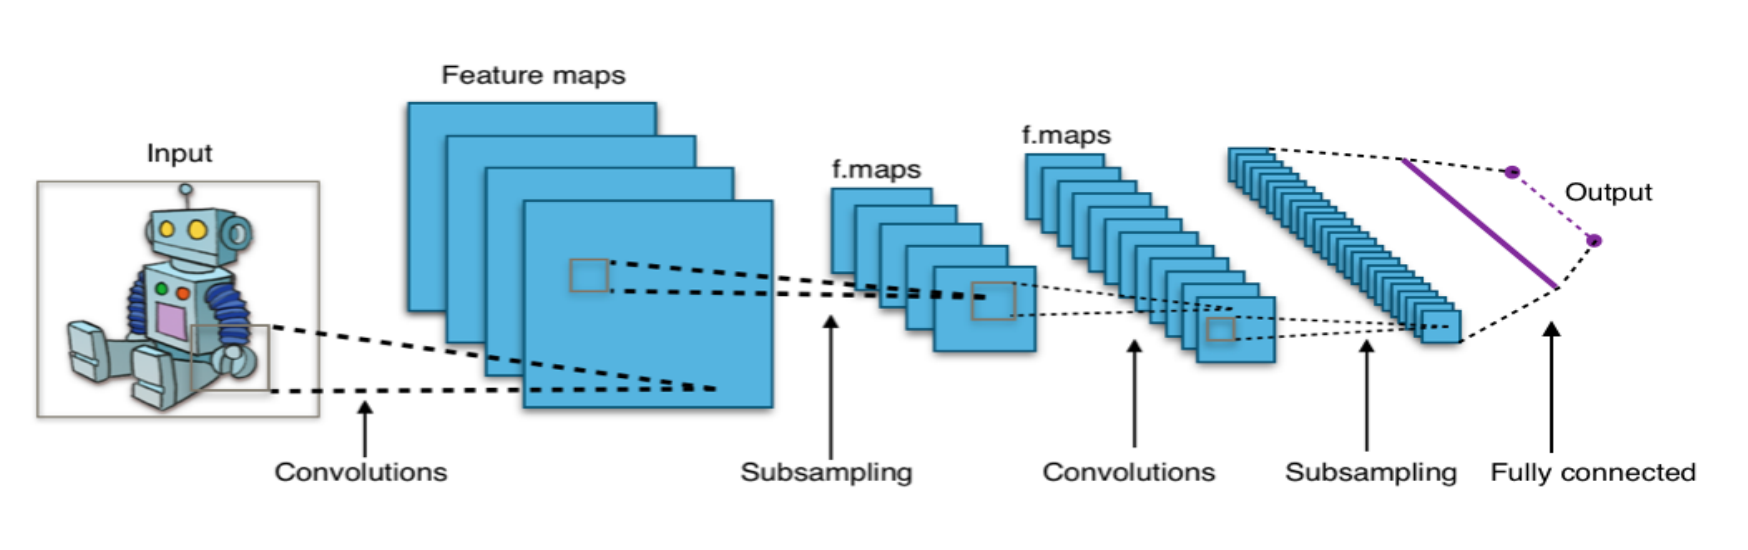 Feature maps
Input
f.maps
f.maps
Output
Convolutions
Subsampling
Convolutions
Subsampling
Fully connected